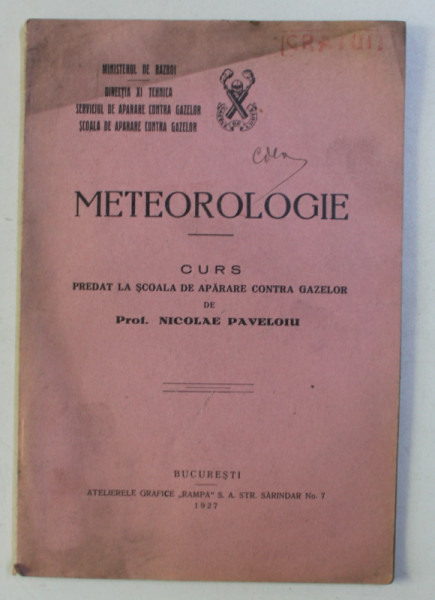 GRATUIT
MINISTERUL DE RAZBOI
DIRECȚIA XI TEHNICA
SERVICIUL DE APARARE CONTRA GAZELOR
ȘCOALA DE APARARE CONTRA GAZELOR
METEOROLOGIE
CURS
PREDAT LA ȘCOALA DE APĂRARE CONTRA GAZELOR
DE
Prof. NICOLAE PAVELOIU
BUCUREȘTI
ATELIERELE GRAFICE „RAMPA" S. A. STR. SĂRINDAR No. 7
1927